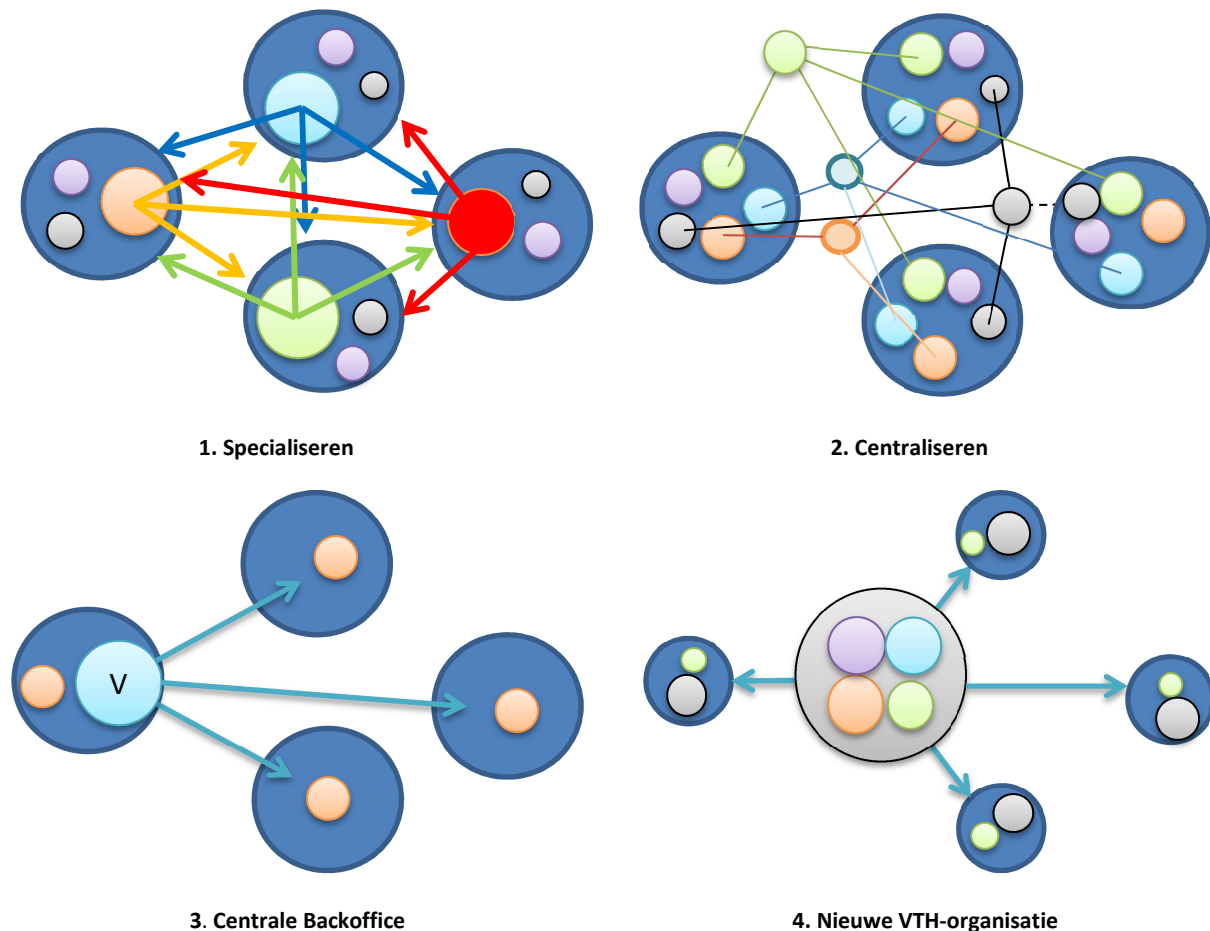 1. Specialiseren
2. Centraliseren
V
3. Centrale Backoffice
4. Nieuwe VTH-organisatie